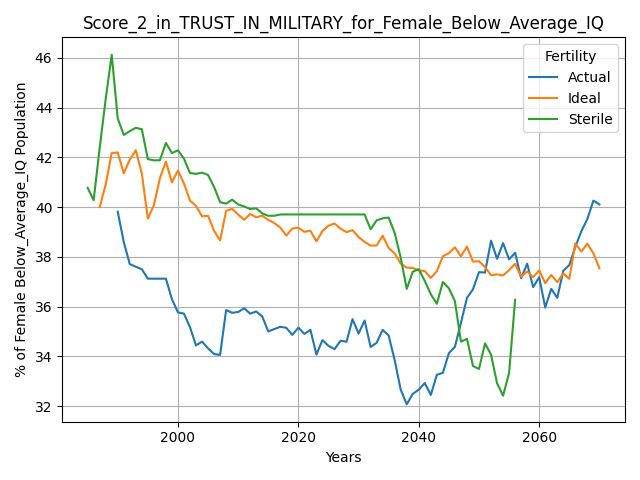 Score_2_in_TRUST_IN_MILITARY_for_Female_Below_Average_IQ
% of Female Below_Average_IQ Population
46
44
42
40
38
36
34
32
Fertility
Actual
Ideal
Sterile
2000
2020
2040
2060
Years